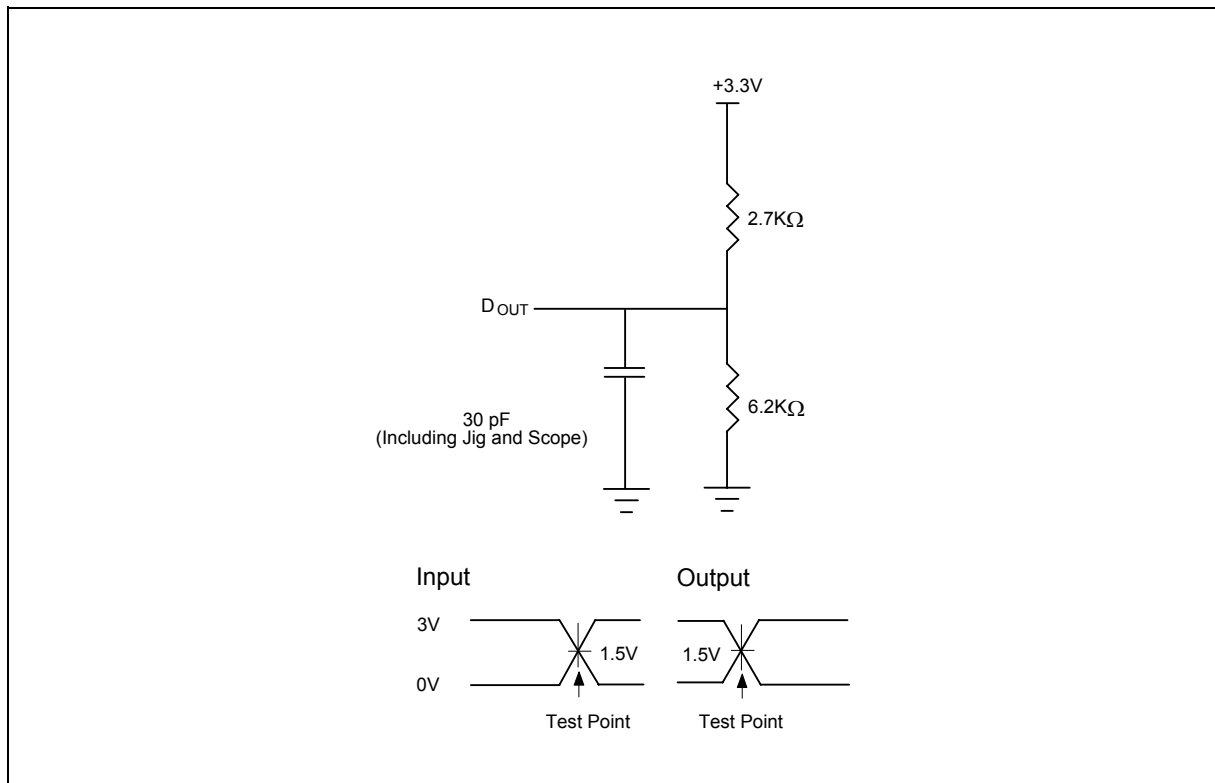 +3.3V
2.7KΩ
D OUT
6.2KΩ
30 pF
(Including Jig and Scope)
Input
Output
3V
1.5V
1.5V
0V
Test Point
Test Point